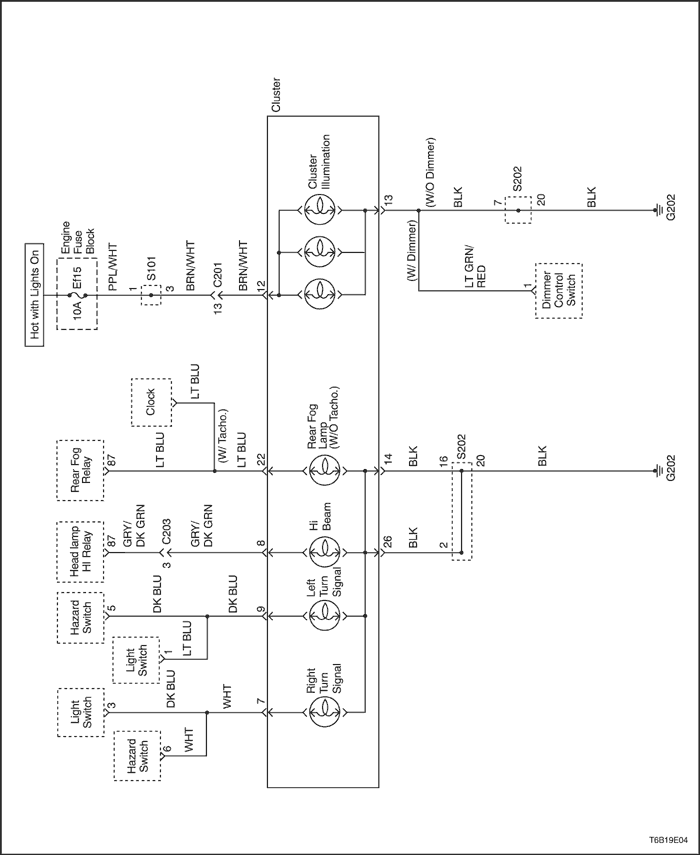 Hot with Lights On
Engine
Fuse
Block
Ef15
10A
PPL/WHT
1
S101
3
BRN/WHT
C201
13
BRN/WHT
12
Cluster
Cluster
Illumination
13
(W/O Dimmer)
BLK
7
S202
20
BLK
G202
(W/ Dimmer)
LT GRN/
RED
1
Dimmer
Control
Switch
Clock
LT BLU
(W/ Tacho.)
Rear Fog
Relay
87
LT BLU
LT BLU
22
Rear Fog
Lamp
(W/O Tacho.)
14
BLK
16
S202
20
BLK
G202
Head lamp
HI Relay
87
GRY/
DK GRN
C203
3
GRY/
DK GRN
8
Hi
Beam
26
BLK
2
Hazard
Switch
5
DK BLU
DK BLU
9
Left
Turn
Signal
Light
Switch
1
LT BLU
Light
Switch
3
DK BLU
WHT
7
Right
Turn
Signal
Hazard
Switch
6
WHT
T6B19E04